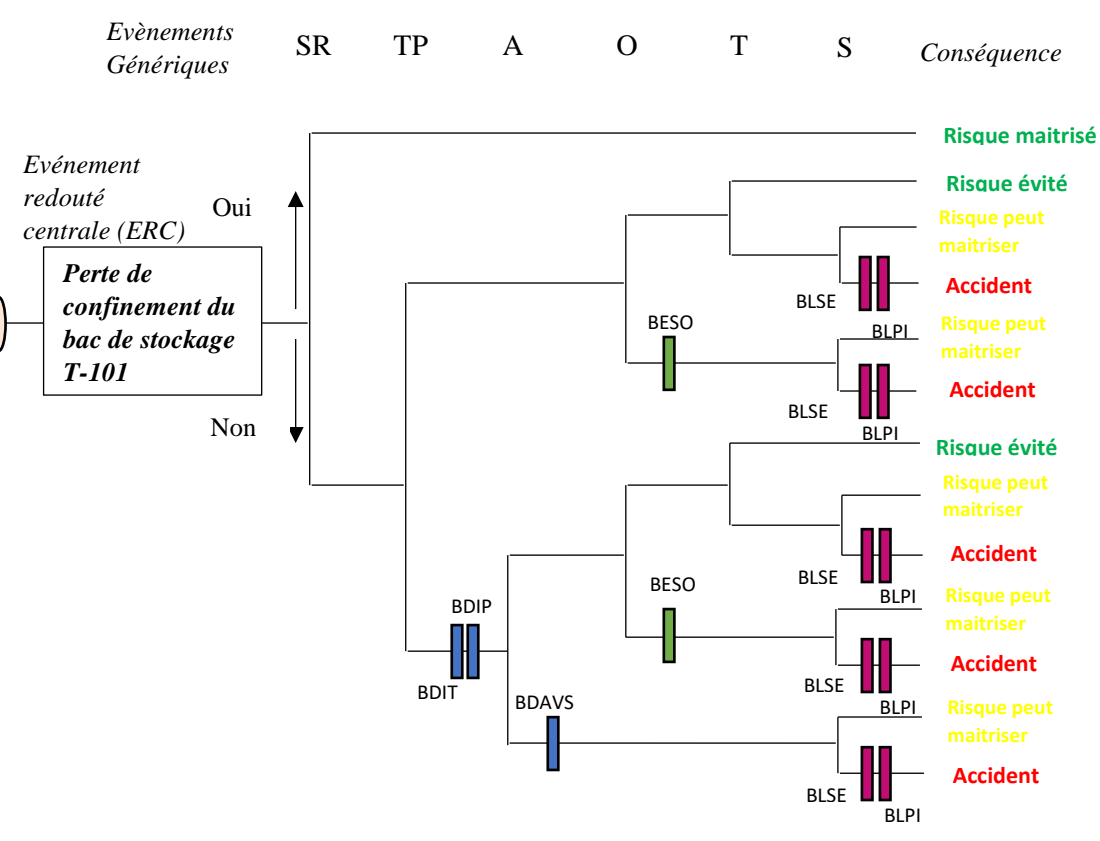 Evènements
Génériques
SR TP A O T S
Conséquence
Evénement
redouté
centrale (ERC)
Oui
Perte de
confinement du
bac de stockage
T-101
Non
Risque maitrisé
Risque évité
Risque peut
maitriser
BLSE
Accident
BLPI
BESO
Risque peut
maitriser
BLSE
Accident
BLPI
Risque évité
Risque peut
maitriser
BLSE
Accident
BLPI
BESO
Risque peut
maitriser
BDIP
BDIT
BLSE
Accident
BLPI
BDAVS
Risque peut
maitriser
BLSE
Accident
BLPI